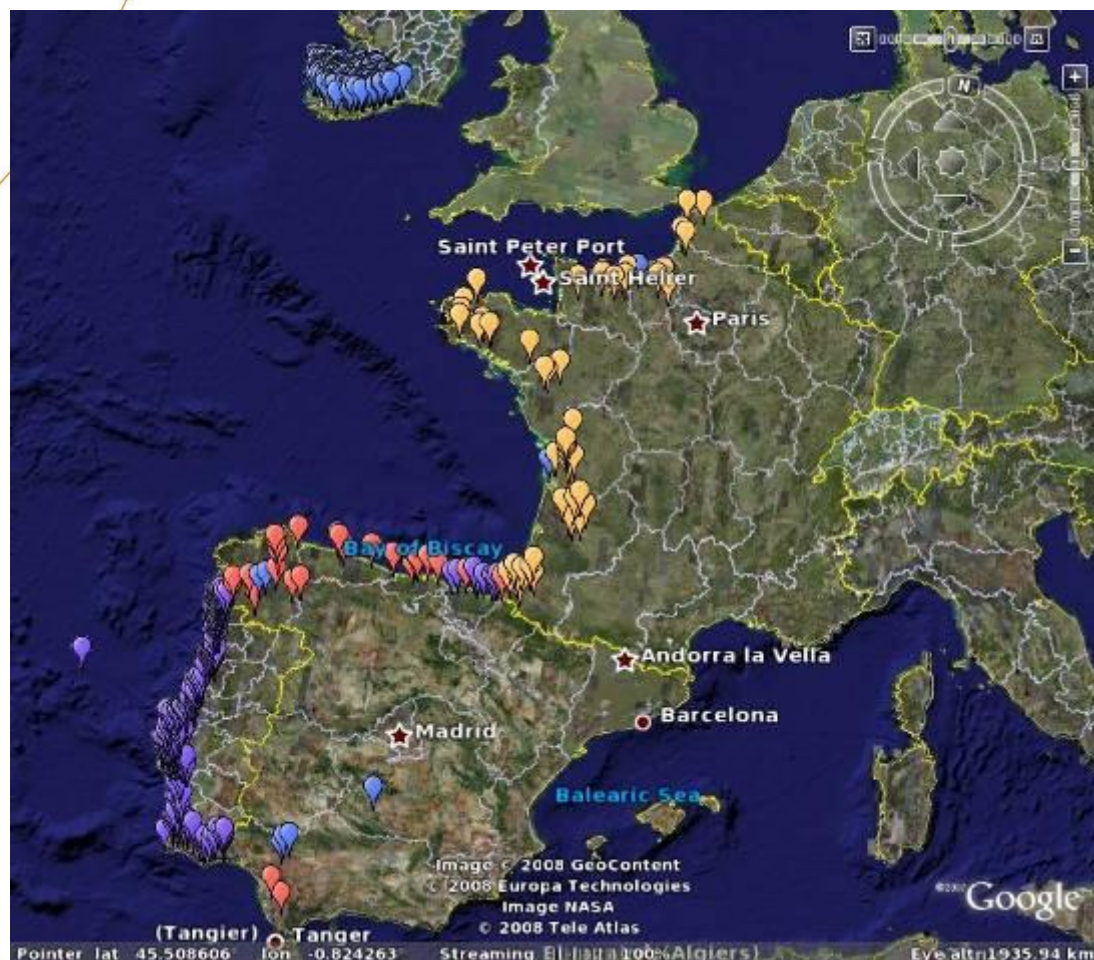 N
Saint Peter Port
Saint Helier
Paris
Bay of Biscay
Andorra la Vella
Barcelona
Madrid
Balearic Sea
Image © 2008 GeoContent
© 2008 Europa Technologies
Image NASA
© 2008 Tele Atlas
Google
(Tangier) Tanger
Pointer lat 45.508606 lon -0.824263 Streaming 100% (Algiers) Eye alt 1935.94 km